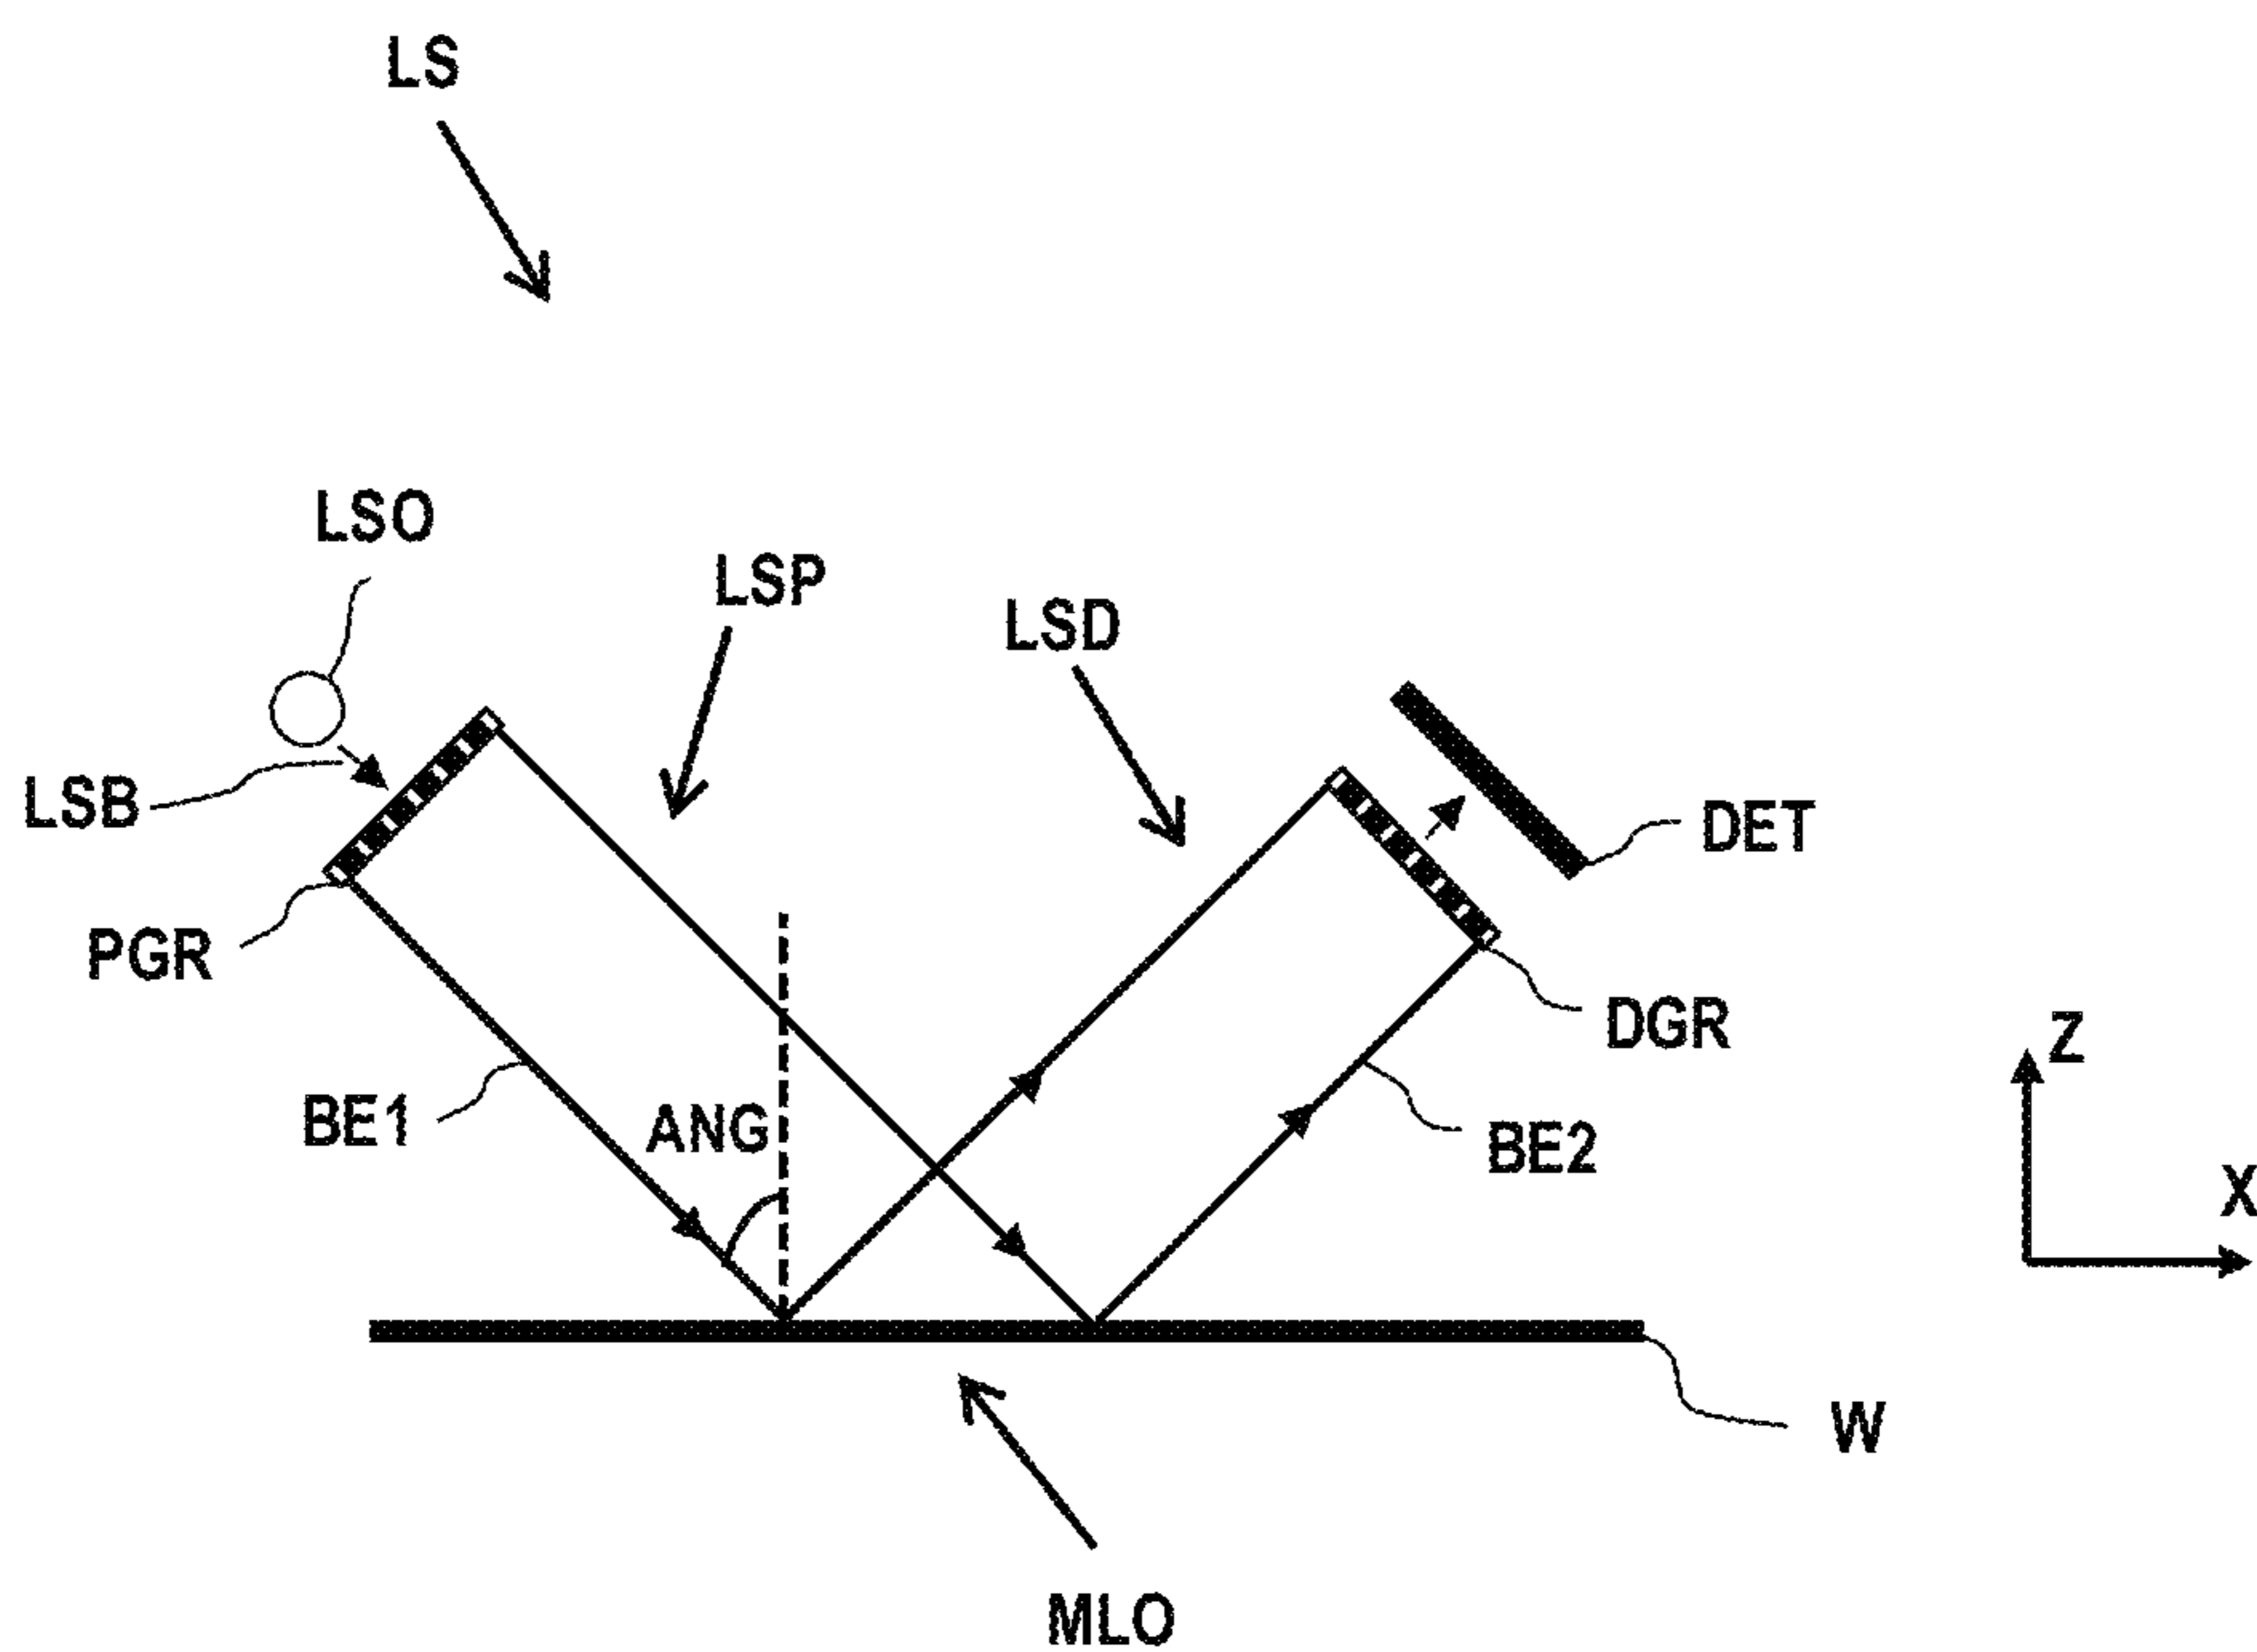 LS
LSO
LSP
LSD
LSB
DET
PGR
DGR
Z
BE1
ANG
BE2
X
W
MLO